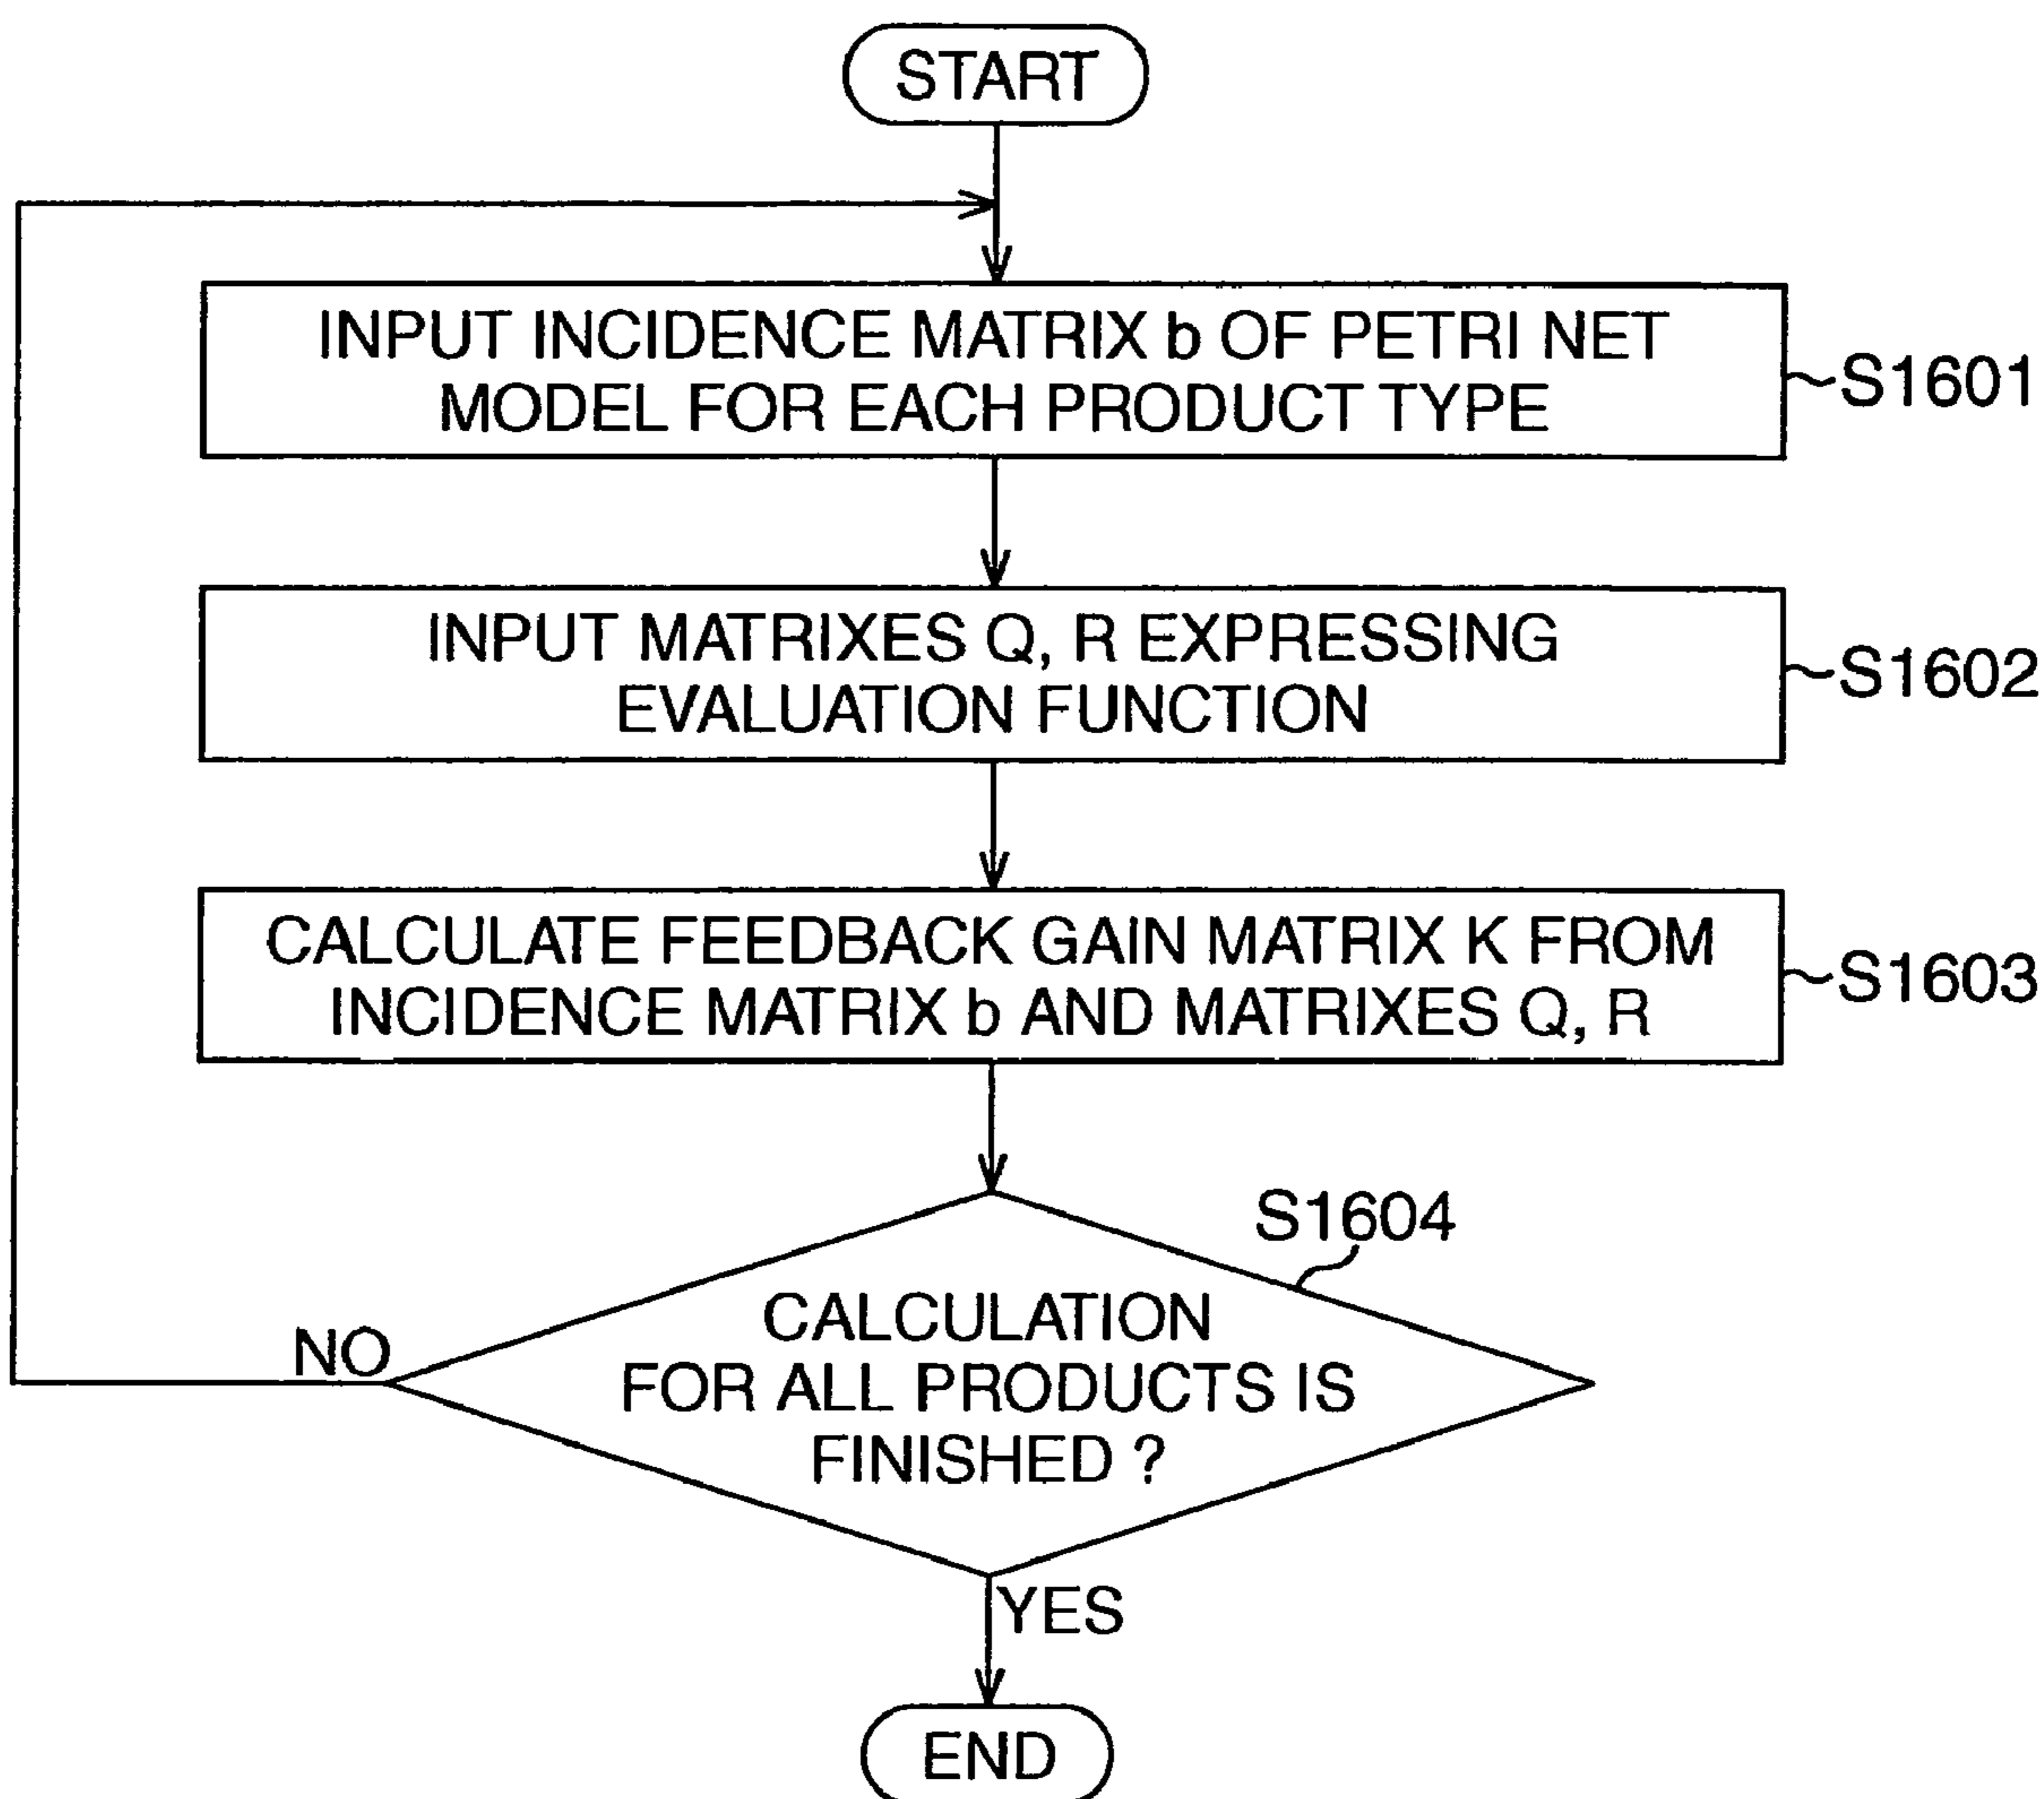 START
INPUT INCIDENCE MATRIX b OF PETRI NET
MODEL FOR EACH PRODUCT TYPE
S1601
INPUT MATRIXES Q, R EXPRESSING
EVALUATION FUNCTION
S1602
CALCULATE FEEDBACK GAIN MATRIX K FROM
INCIDENCE MATRIX b AND MATRIXES Q, R
S1603
S1604
CALCULATION
FOR ALL PRODUCTS IS
FINISHED ?
NO
YES
END